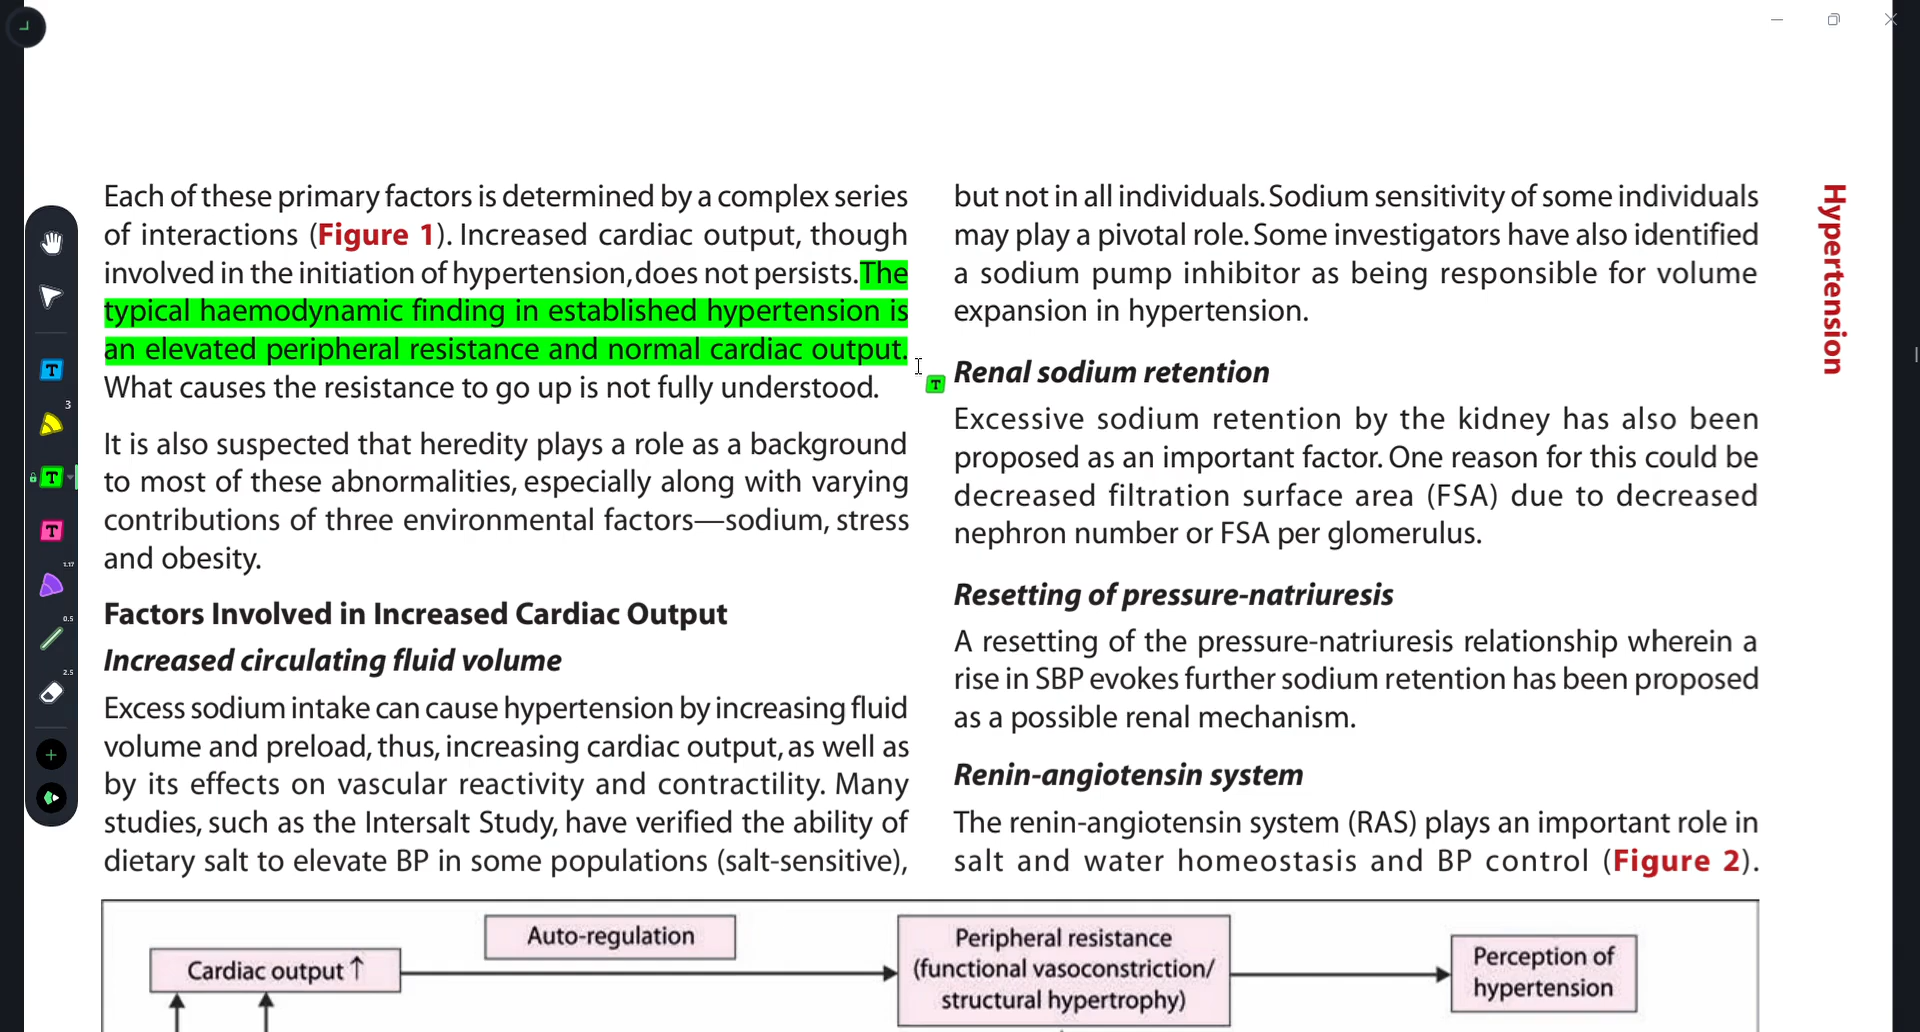 Each of these primary factors is determined by a complex series
of interactions (Figure 1). Increased cardiac output, though
involved in the initiation of hypertension, does not persists. The
typical haemodynamic finding in established hypertension is
an elevated peripheral resistance and normal cardiac output.
What causes the resistance to go up is not fully understood.
It is also suspected that heredity plays a role as a background
to most of these abnormalities, especially along with varying
contributions of three environmental factors—sodium, stress
and obesity.
Factors Involved in Increased Cardiac Output
Increased circulating fluid volume
Excess sodium intake can cause hypertension by increasing fluid
volume and preload, thus, increasing cardiac output, as well as
by its effects on vascular reactivity and contractility. Many
studies, such as the Intersalt Study, have verified the ability of
dietary salt to elevate BP in some populations (salt-sensitive),
but not in all individuals. Sodium sensitivity of some individuals
may play a pivotal role. Some investigators have also identified
a sodium pump inhibitor as being responsible for volume
expansion in hypertension.
Renal sodium retention
Excessive sodium retention by the kidney has also been
proposed as an important factor. One reason for this could be
decreased filtration surface area (FSA) due to decreased
nephron number or FSA per glomerulus.
Resetting of pressure-natriuresis
A resetting of the pressure-natriuresis relationship wherein a
rise in SBP evokes further sodium retention has been proposed
as a possible renal mechanism.
Renin-angiotensin system
The renin-angiotensin system (RAS) plays an important role in
salt and water homeostasis and BP control (Figure 2).
Hypertension
Cardiac output ↑
Auto-regulation
Peripheral resistance
(functional vasoconstriction/
structural hypertrophy)
Perception of
hypertension
T
T
3
T
T
1.17
0.5
2.5